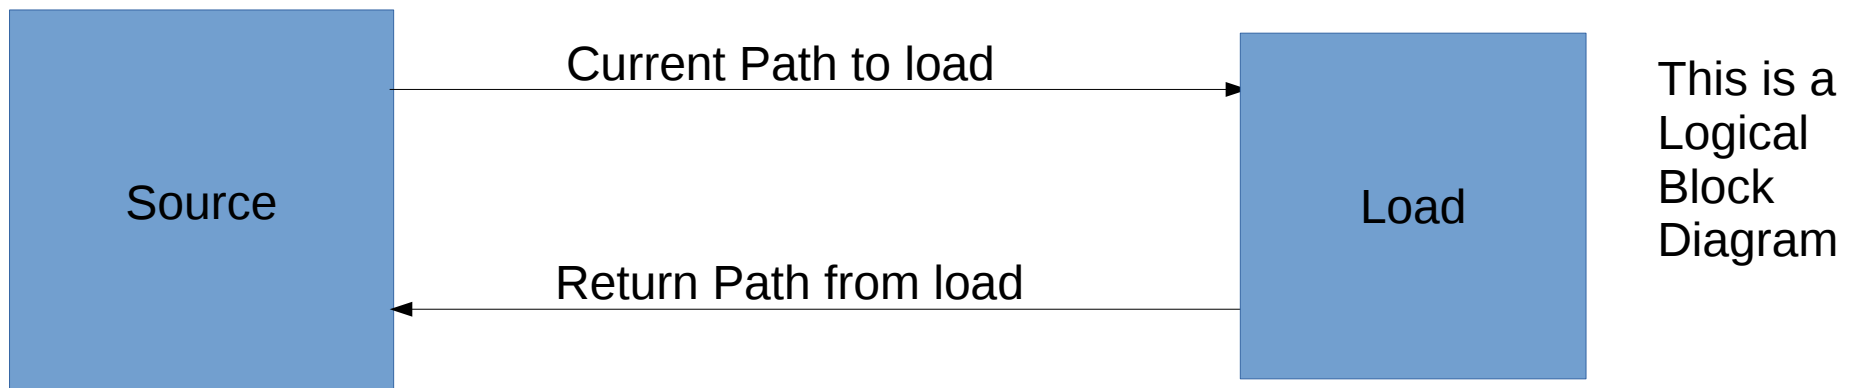 Current Path to load
Source
Return Path from load
Load
This is a
Logical
Block
Diagram